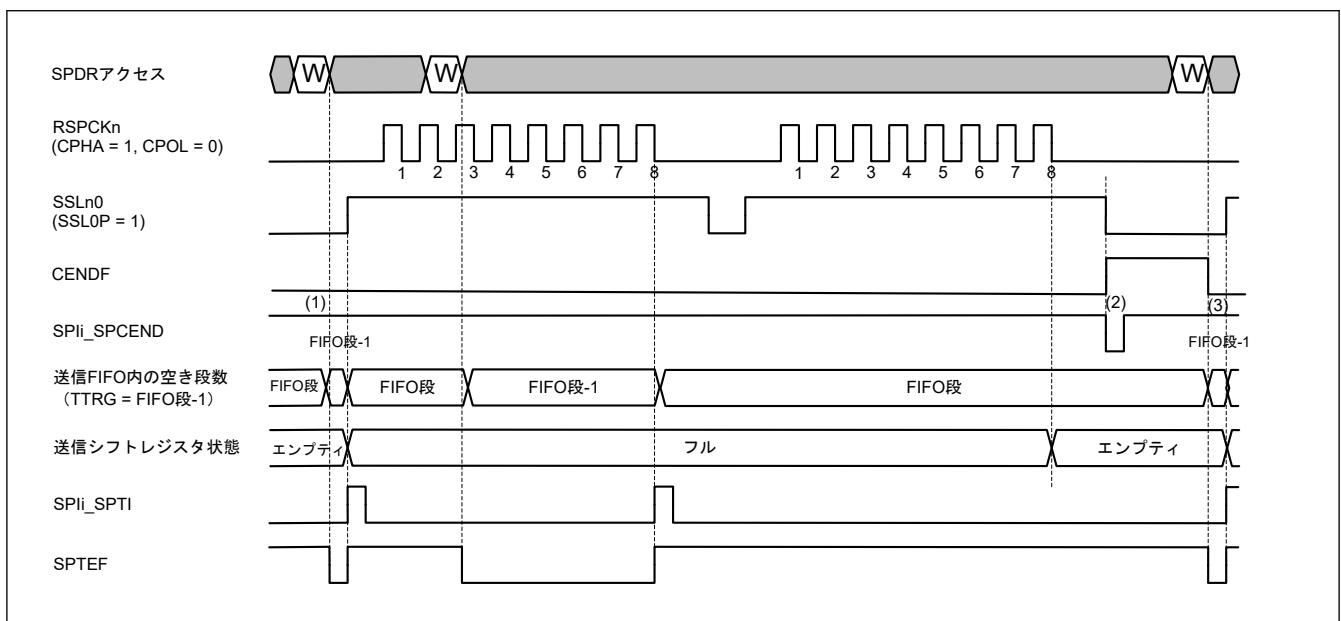 SPDRアクセス
W W W
RSPCKn
(CPHA = 1, CPOL = 0)
1 2 3 4 5 6 7 8 1 2 3 4 5 6 7 8
SSLn0
(SSL0P = 1)
CENDF
(1) (2) (3)
SPIi_SPCEND
FIFO段-1 FIFO段-1
送信FIFO内の空き段数
(TTRG = FIFO段-1)
FIFO段 FIFO段 FIFO段-1 FIFO段
送信シフトレジスタ状態 エンプティ フル エンプティ
SPIi_SPTI
SPTEF